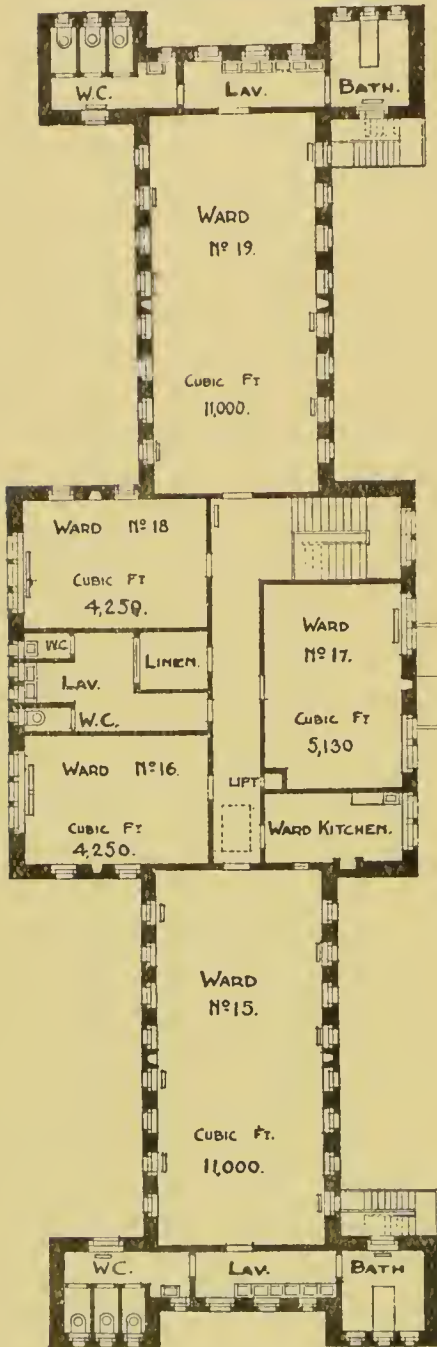 W.C.
LAV.
BATH.
WARD
Nº 19.
CUBIC FT
11,000.
WARD Nº 18
CUBIC FT
4,250.
WARD
Nº 17.
CUBIC FT
5,130
W.C.
LINEN.
LAV.
W.C.
WARD Nº 16.
CUBIC FT
4,250.
LIFT
WARD KITCHEN.
WARD
Nº 15.
CUBIC FT.
11,000.
W.C.
LAV.
BATH